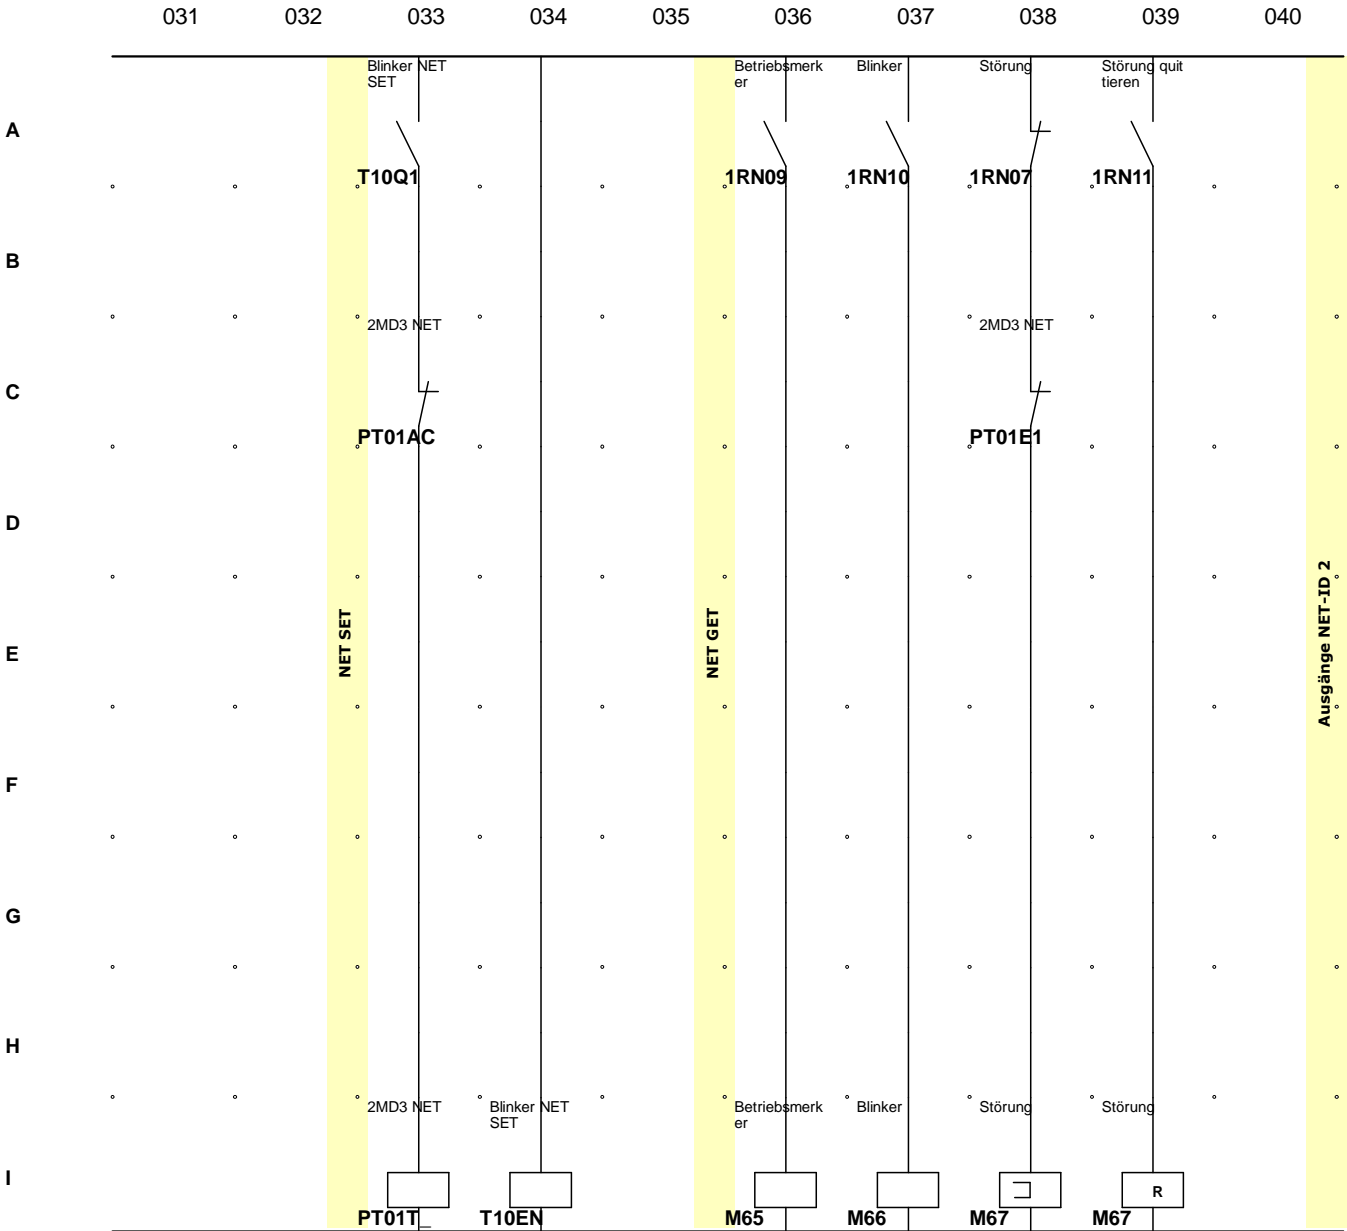 031 032 033 034 035 036 037 038 039 040
Blinker NET
SET
Betriebsmerk
er
Blinker
Störung
Störung quit
tieren
A
T10Q1 1RN09 1RN10 1RN07 1RN11
B
2MD3 NET 2MD3 NET
C
PT01AC PT01E1
D
NET SET
NET GET
Ausgänge NET-ID 2
E
F
G
H
2MD3 NET
Blinker NET
SET
Betriebsmerk
er
Blinker
Störung
Störung
I
R
PT01T_ T10EN M65 M66 M67 M67